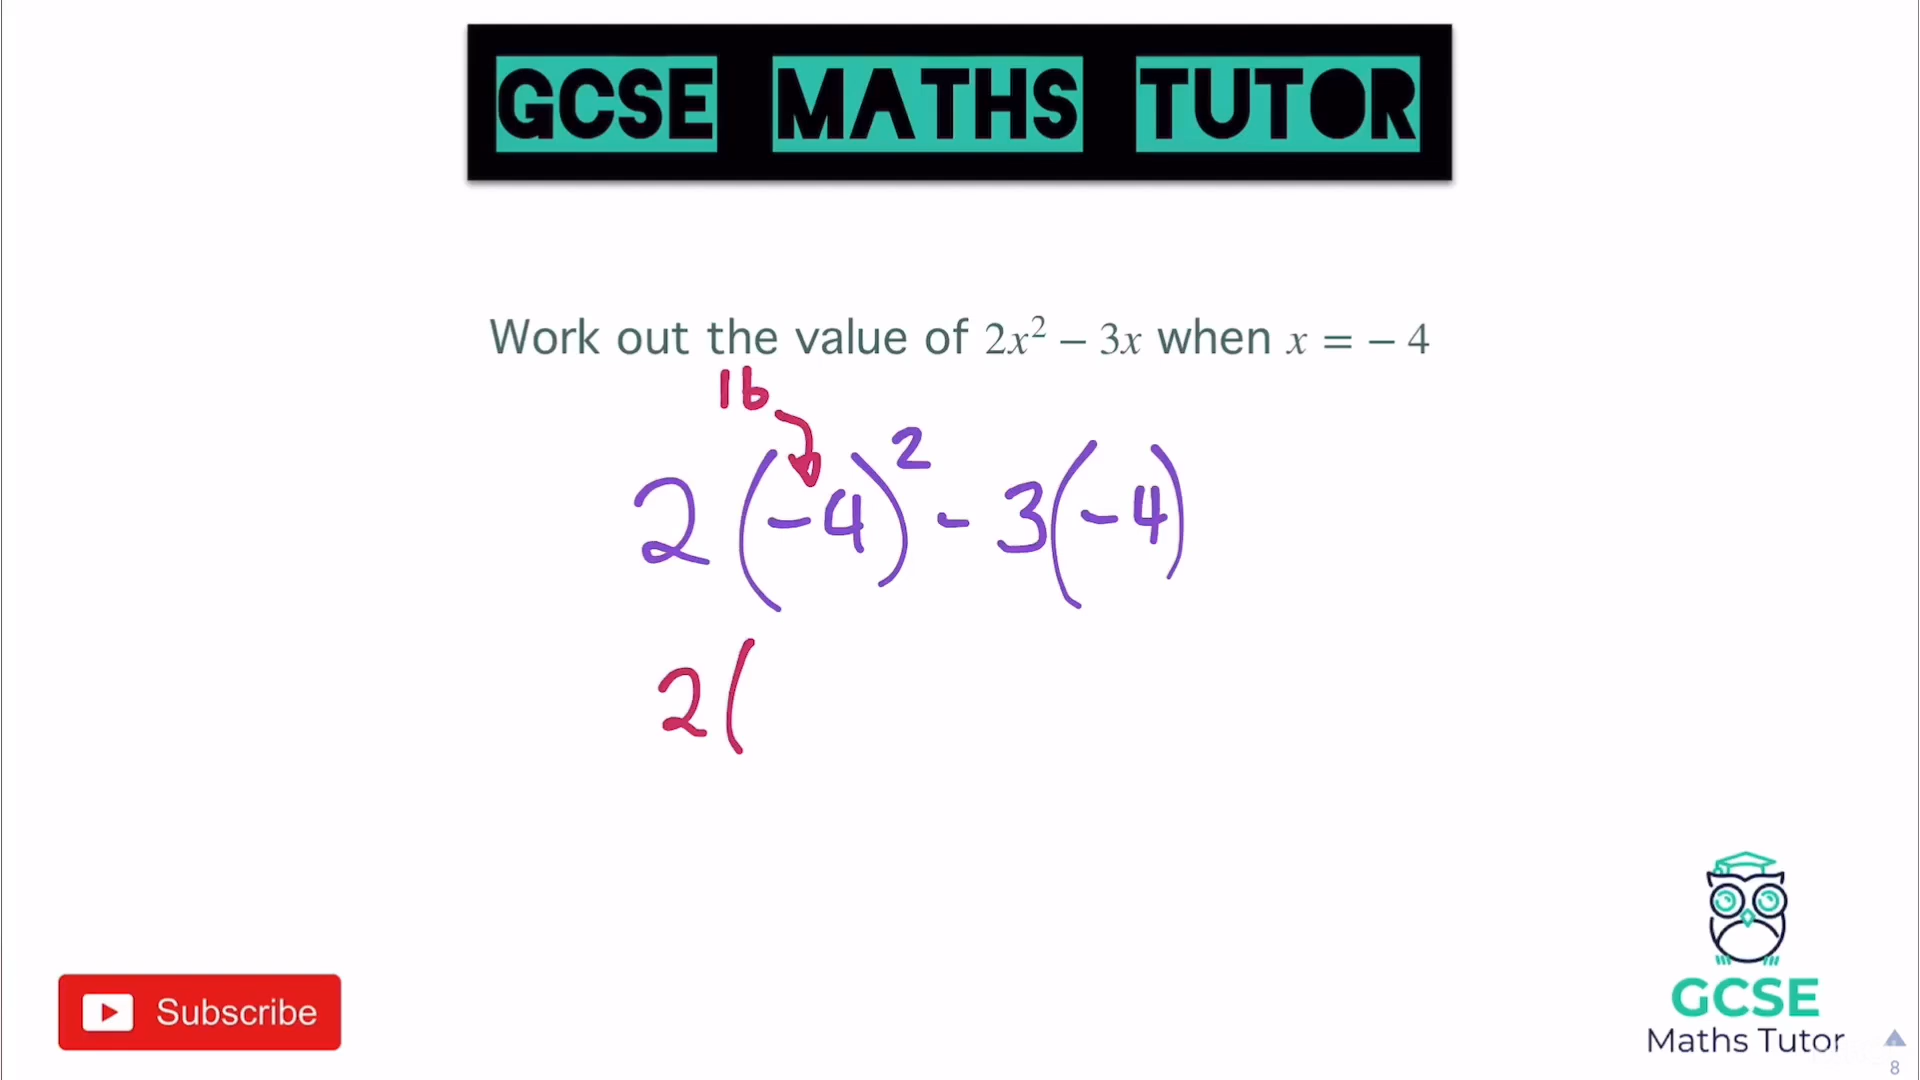 GCSE MATHS TUTOR
Work out the value of 2x² – 3x when x = – 4
16
2(-4)² - 3(-4)
2(
Subscribe
GCSE
Maths Tutor
8